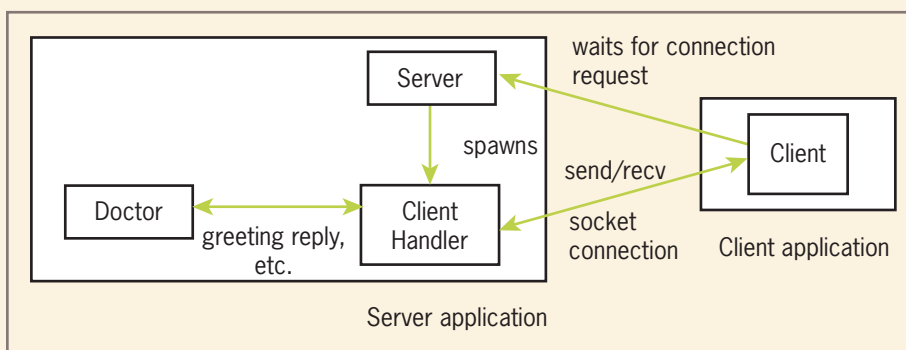 waits for connection
request
Server
Client
spawns
send/recv
Doctor
Client
Handler
greeting reply,
etc.
socket
connection
Client application
Server application